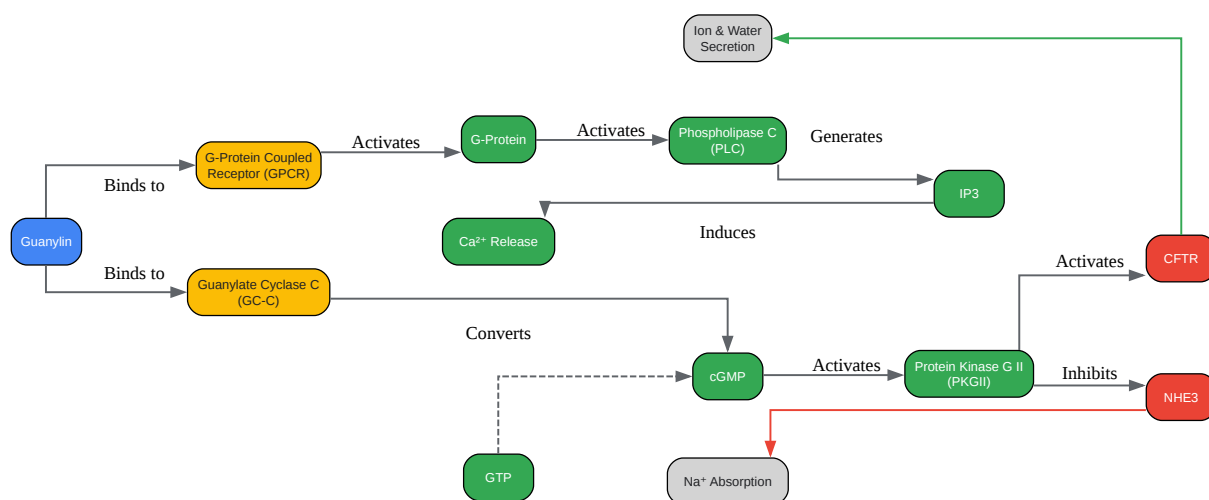 Ion & Water
Secretion
G-Protein Coupled
Receptor (GPCR)
Activates
G-Protein
Activates
Phospholipase C
(PLC)
Generates
Binds to
IP3
Guanylin
Ca²⁺ Release
Induces
CFTR
Binds to
Guanylate Cyclase C
(GC-C)
Activates
Converts
cGMP
Activates
Protein Kinase G II
(PKGII)
Inhibits
NHE3
GTP
Na⁺ Absorption